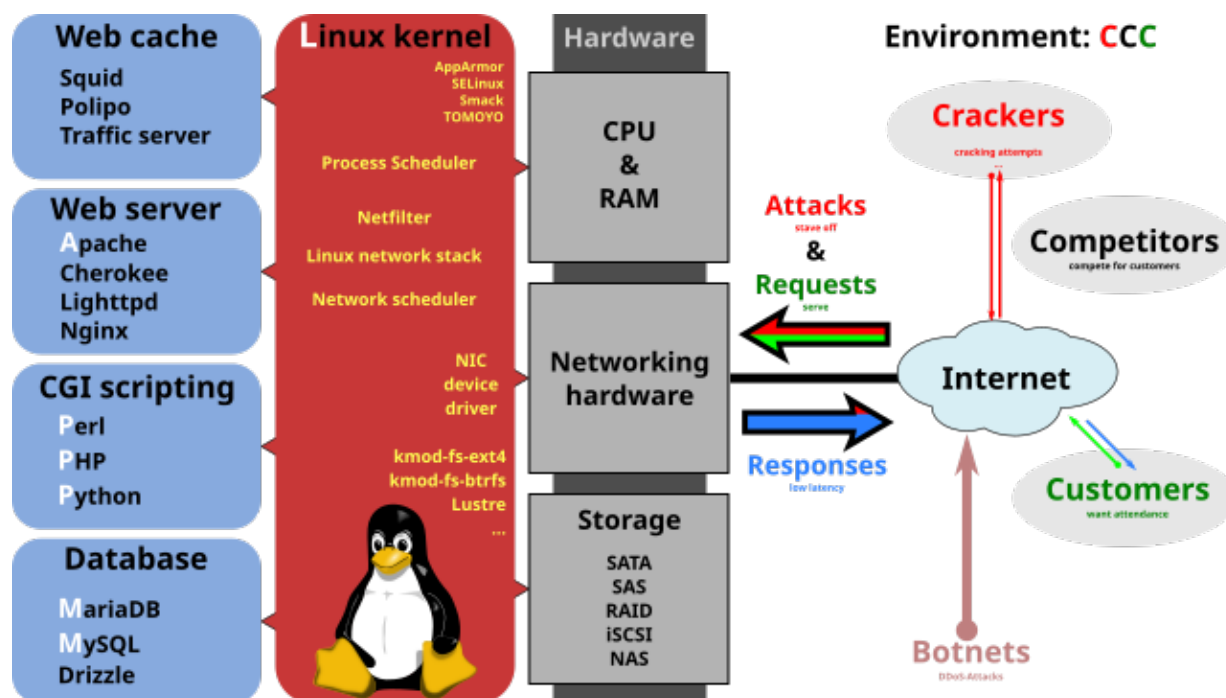 Web cache
Squid
Polipo
Traffic server
Web server
Apache
Cherokee
Lighttpd
Nginx
CGI scripting
Perl
PHP
Python
Database
MariaDB
MySQL
Drizzle
Linux kernel
AppArmor
SELinux
Smack
TOMOYO
Process Scheduler
Netfilter
Linux network stack
Network scheduler
NIC
device
driver
kmod-fs-ext4
kmod-fs-btrfs
Lustre
...
Hardware
CPU
&
RAM
Networking
hardware
Storage
SATA
SAS
RAID
iSCSI
NAS
Attacks
stave off
&
Requests
serve
Responses
low latency
Environment: CCC
Crackers
cracking attempts
...
Competitors
compete for customers
Internet
Customers
want attendance
Botnets
DDoS-Attacks